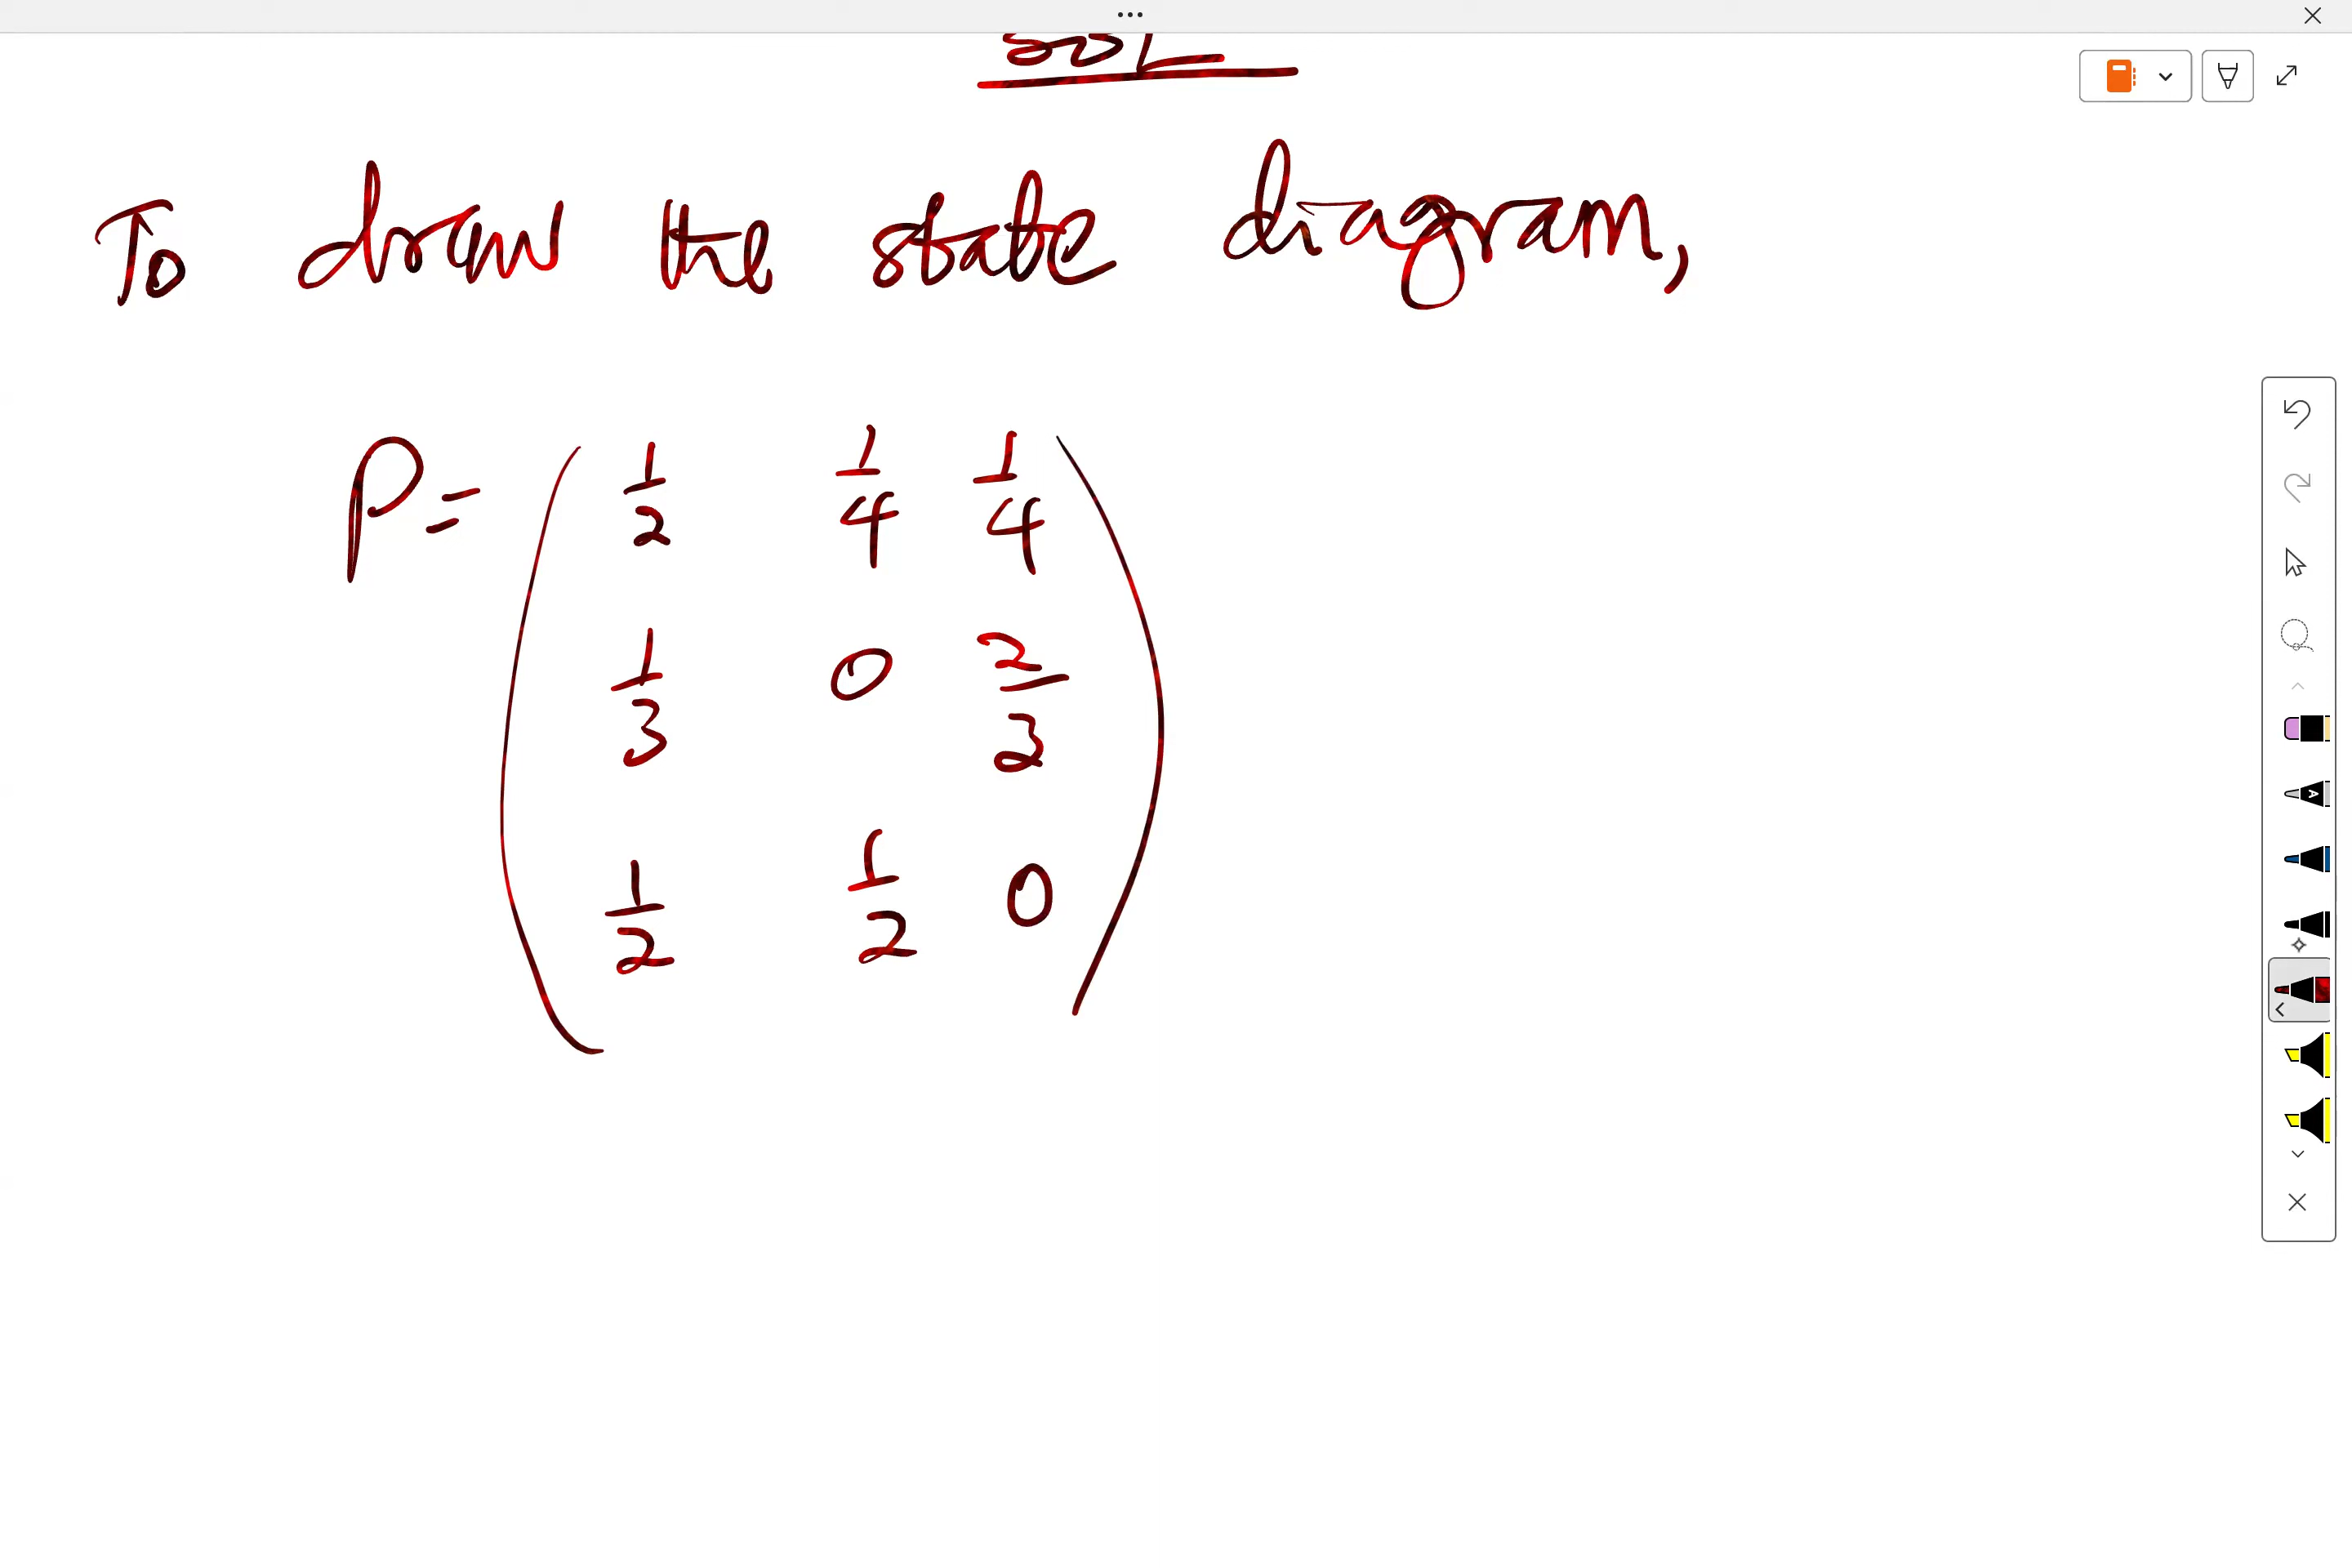 SOL
To draw the state diagram,
P = ( 1/2 1/4 1/4
1/3 0 2/3
1/2 1/2 0 )